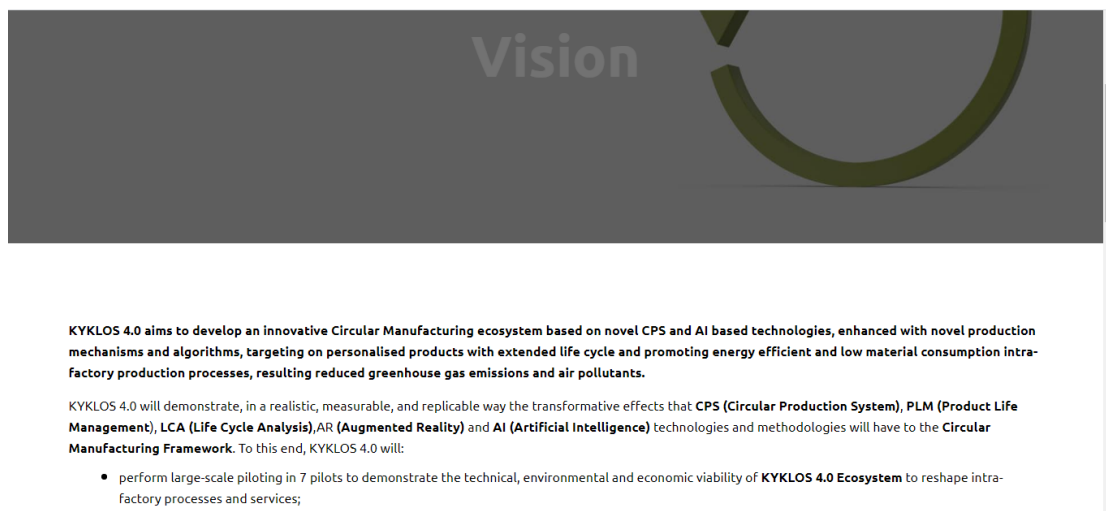 Vision
KYKLOS 4.0 aims to develop an innovative Circular Manufacturing ecosystem based on novel CPS and AI based technologies, enhanced with novel production
mechanisms and algorithms, targeting on personalised products with extended life cycle and promoting energy efficient and low material consumption intra-
factory production processes, resulting reduced greenhouse gas emissions and air pollutants.
KYKLOS 4.0 will demonstrate, in a realistic, measurable, and replicable way the transformative effects that CPS (Circular Production System), PLM (Product Life
Management), LCA (Life Cycle Analysis),AR (Augmented Reality) and AI (Artificial Intelligence) technologies and methodologies will have to the Circular
Manufacturing Framework. To this end, KYKLOS 4.0 will:
• perform large-scale piloting in 7 pilots to demonstrate the technical, environmental and economic viability of KYKLOS 4.0 Ecosystem to reshape intra-
factory processes and services;